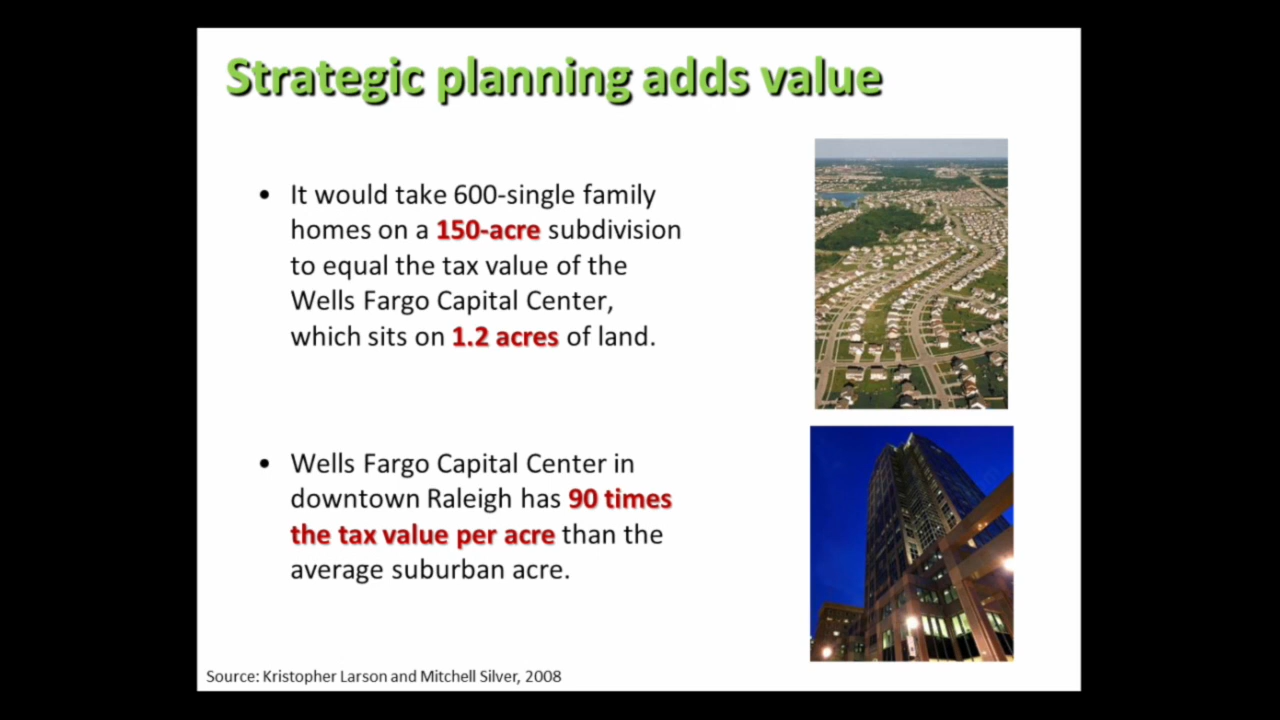 Strategic planning adds value
• It would take 600-single family
homes on a 150-acre subdivision
to equal the tax value of the
Wells Fargo Capital Center,
which sits on 1.2 acres of land.
• Wells Fargo Capital Center in
downtown Raleigh has 90 times
the tax value per acre than the
average suburban acre.
Source: Kristopher Larson and Mitchell Silver, 2008